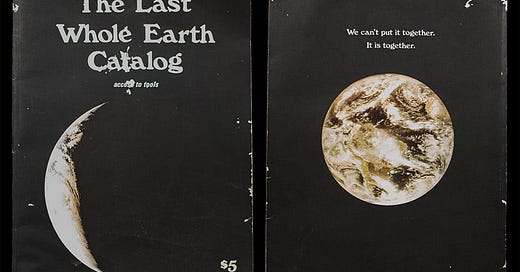 The Last
Whole Earth
Catalog
access to tools
$5
We can't put it together.
It is together.